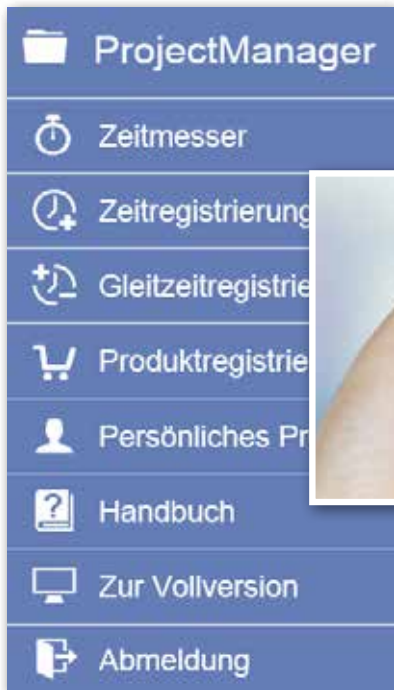 ProjectManager
Zeitmesser
Zeitregistrierung
Gleitzeitregistrie
Produktregistrie
Persönliches Pr
Handbuch
Zur Vollversion
Abmeldung